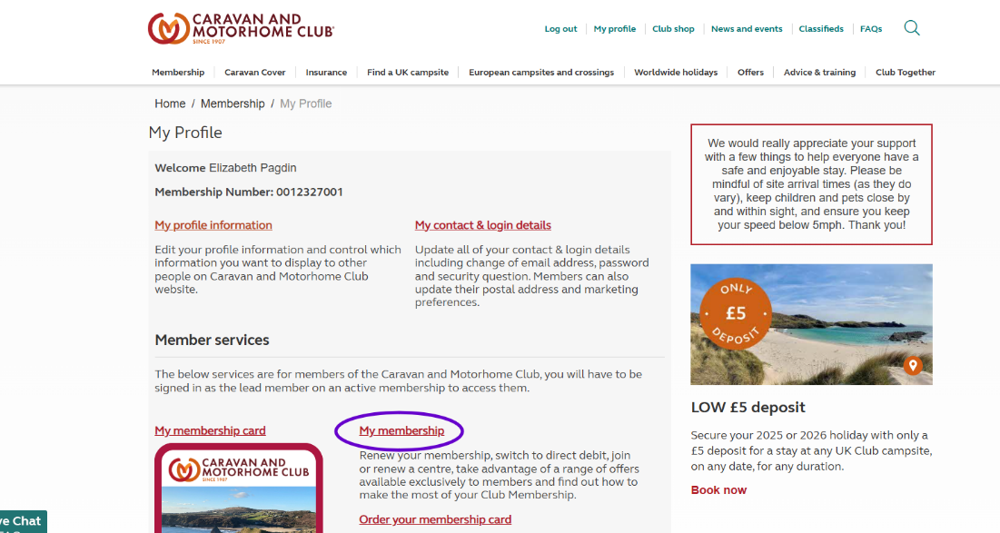 CARAVAN AND
MOTORHOME CLUB
SINCE 1907
Log out
My profile
Club shop
News and events
Classifieds
FAQs
Membership
Caravan Cover
Insurance
Find a UK campsite
European campsites and crossings
Worldwide holidays
Offers
Advice & training
Club Together
Home / Membership / My Profile
My Profile
Welcome Elizabeth Pagdin
Membership Number: 0012327001
My profile information
Edit your profile information and control which
information you want to display to other
people on Caravan and Motorhome Club
website.
My contact & login details
Update all of your contact & login details
including change of email address, password
and security question. Members can also
update their postal address and marketing
preferences.
Member services
The below services are for members of the Caravan and Motorhome Club, you will have to be
signed in as the lead member on an active membership to access them.
My membership card
CARAVAN AND
MOTORHOME CLUB
SINCE 1907
My membership
Renew your membership, switch to direct debit, join
or renew a centre, take advantage of a range of offers
available exclusively to members and find out how to
make the most of your Club Membership.
Order your membership card
We would really appreciate your support
with a few things to help everyone have a
safe and enjoyable stay. Please be
mindful of site arrival times (as they do
vary), keep children and pets close by
and within sight, and ensure you keep
your speed below 5mph. Thank you!
ONLY
£5
DEPOSIT
LOW £5 deposit
Secure your 2025 or 2026 holiday with only a
£5 deposit for a stay at any UK Club campsite,
on any date, for any duration.
Book now
ve Chat